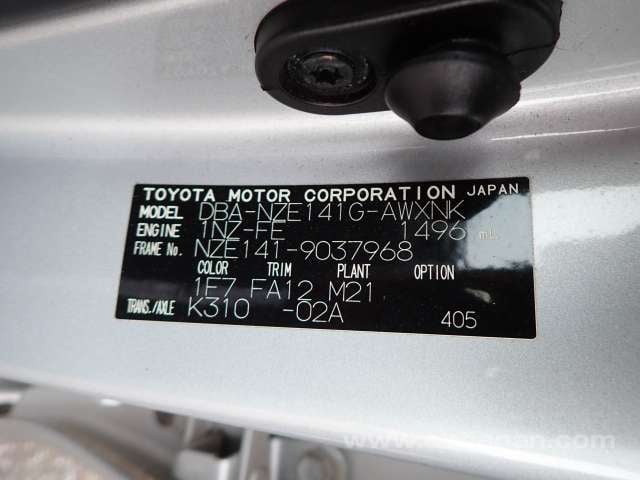 TOYOTA MOTOR CORPORATION JAPAN
MODEL DBA-NZE141G-AWXNK
ENGINE 1NZ-FE 1496 mL
FRAME No. NZE141-9037968
COLOR TRIM PLANT OPTION
1F7 FA12 M21
TRANS./AXLE K310 -02A
405